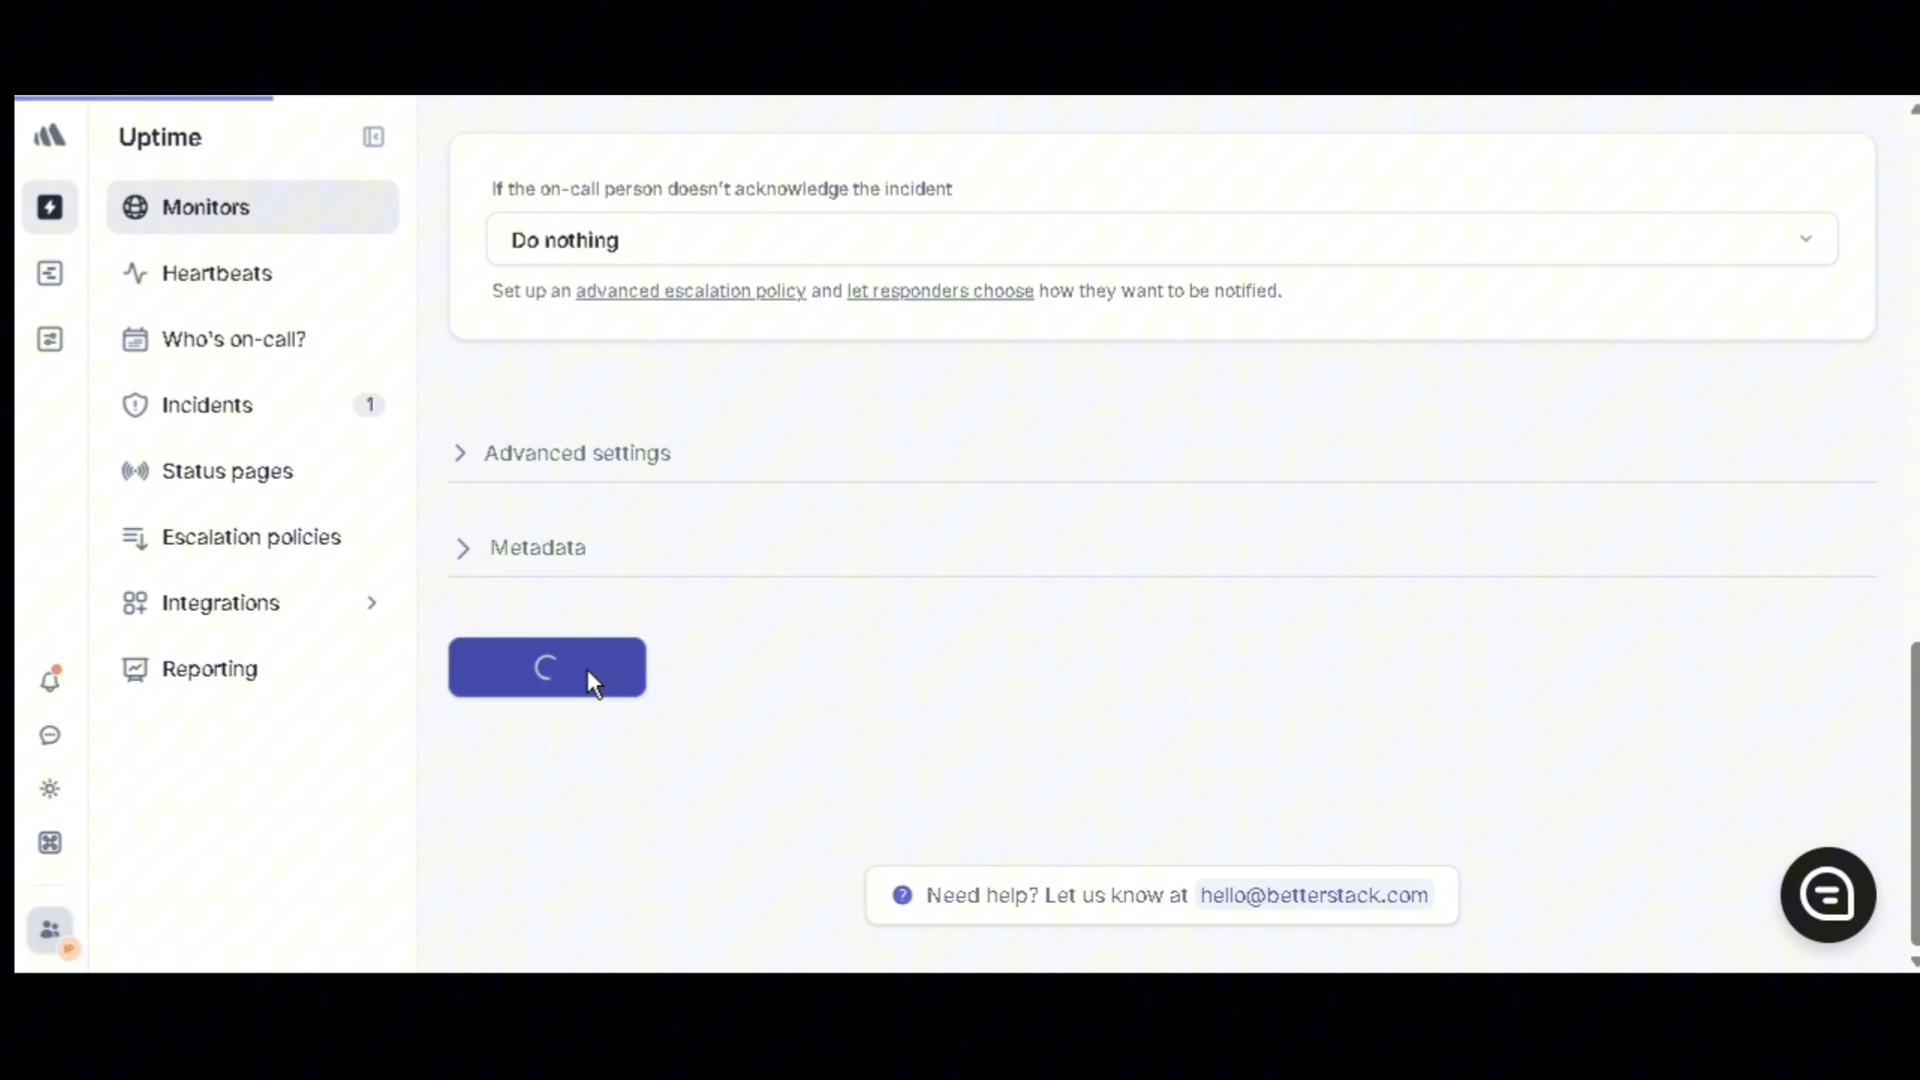 Uptime
Monitors
Heartbeats
Who's on-call?
Incidents 1
Status pages
Escalation policies
Integrations
Reporting
IP
If the on-call person doesn't acknowledge the incident
Do nothing
Set up an advanced escalation policy and let responders choose how they want to be notified.
Advanced settings
Metadata
Need help? Let us know at hello@betterstack.com